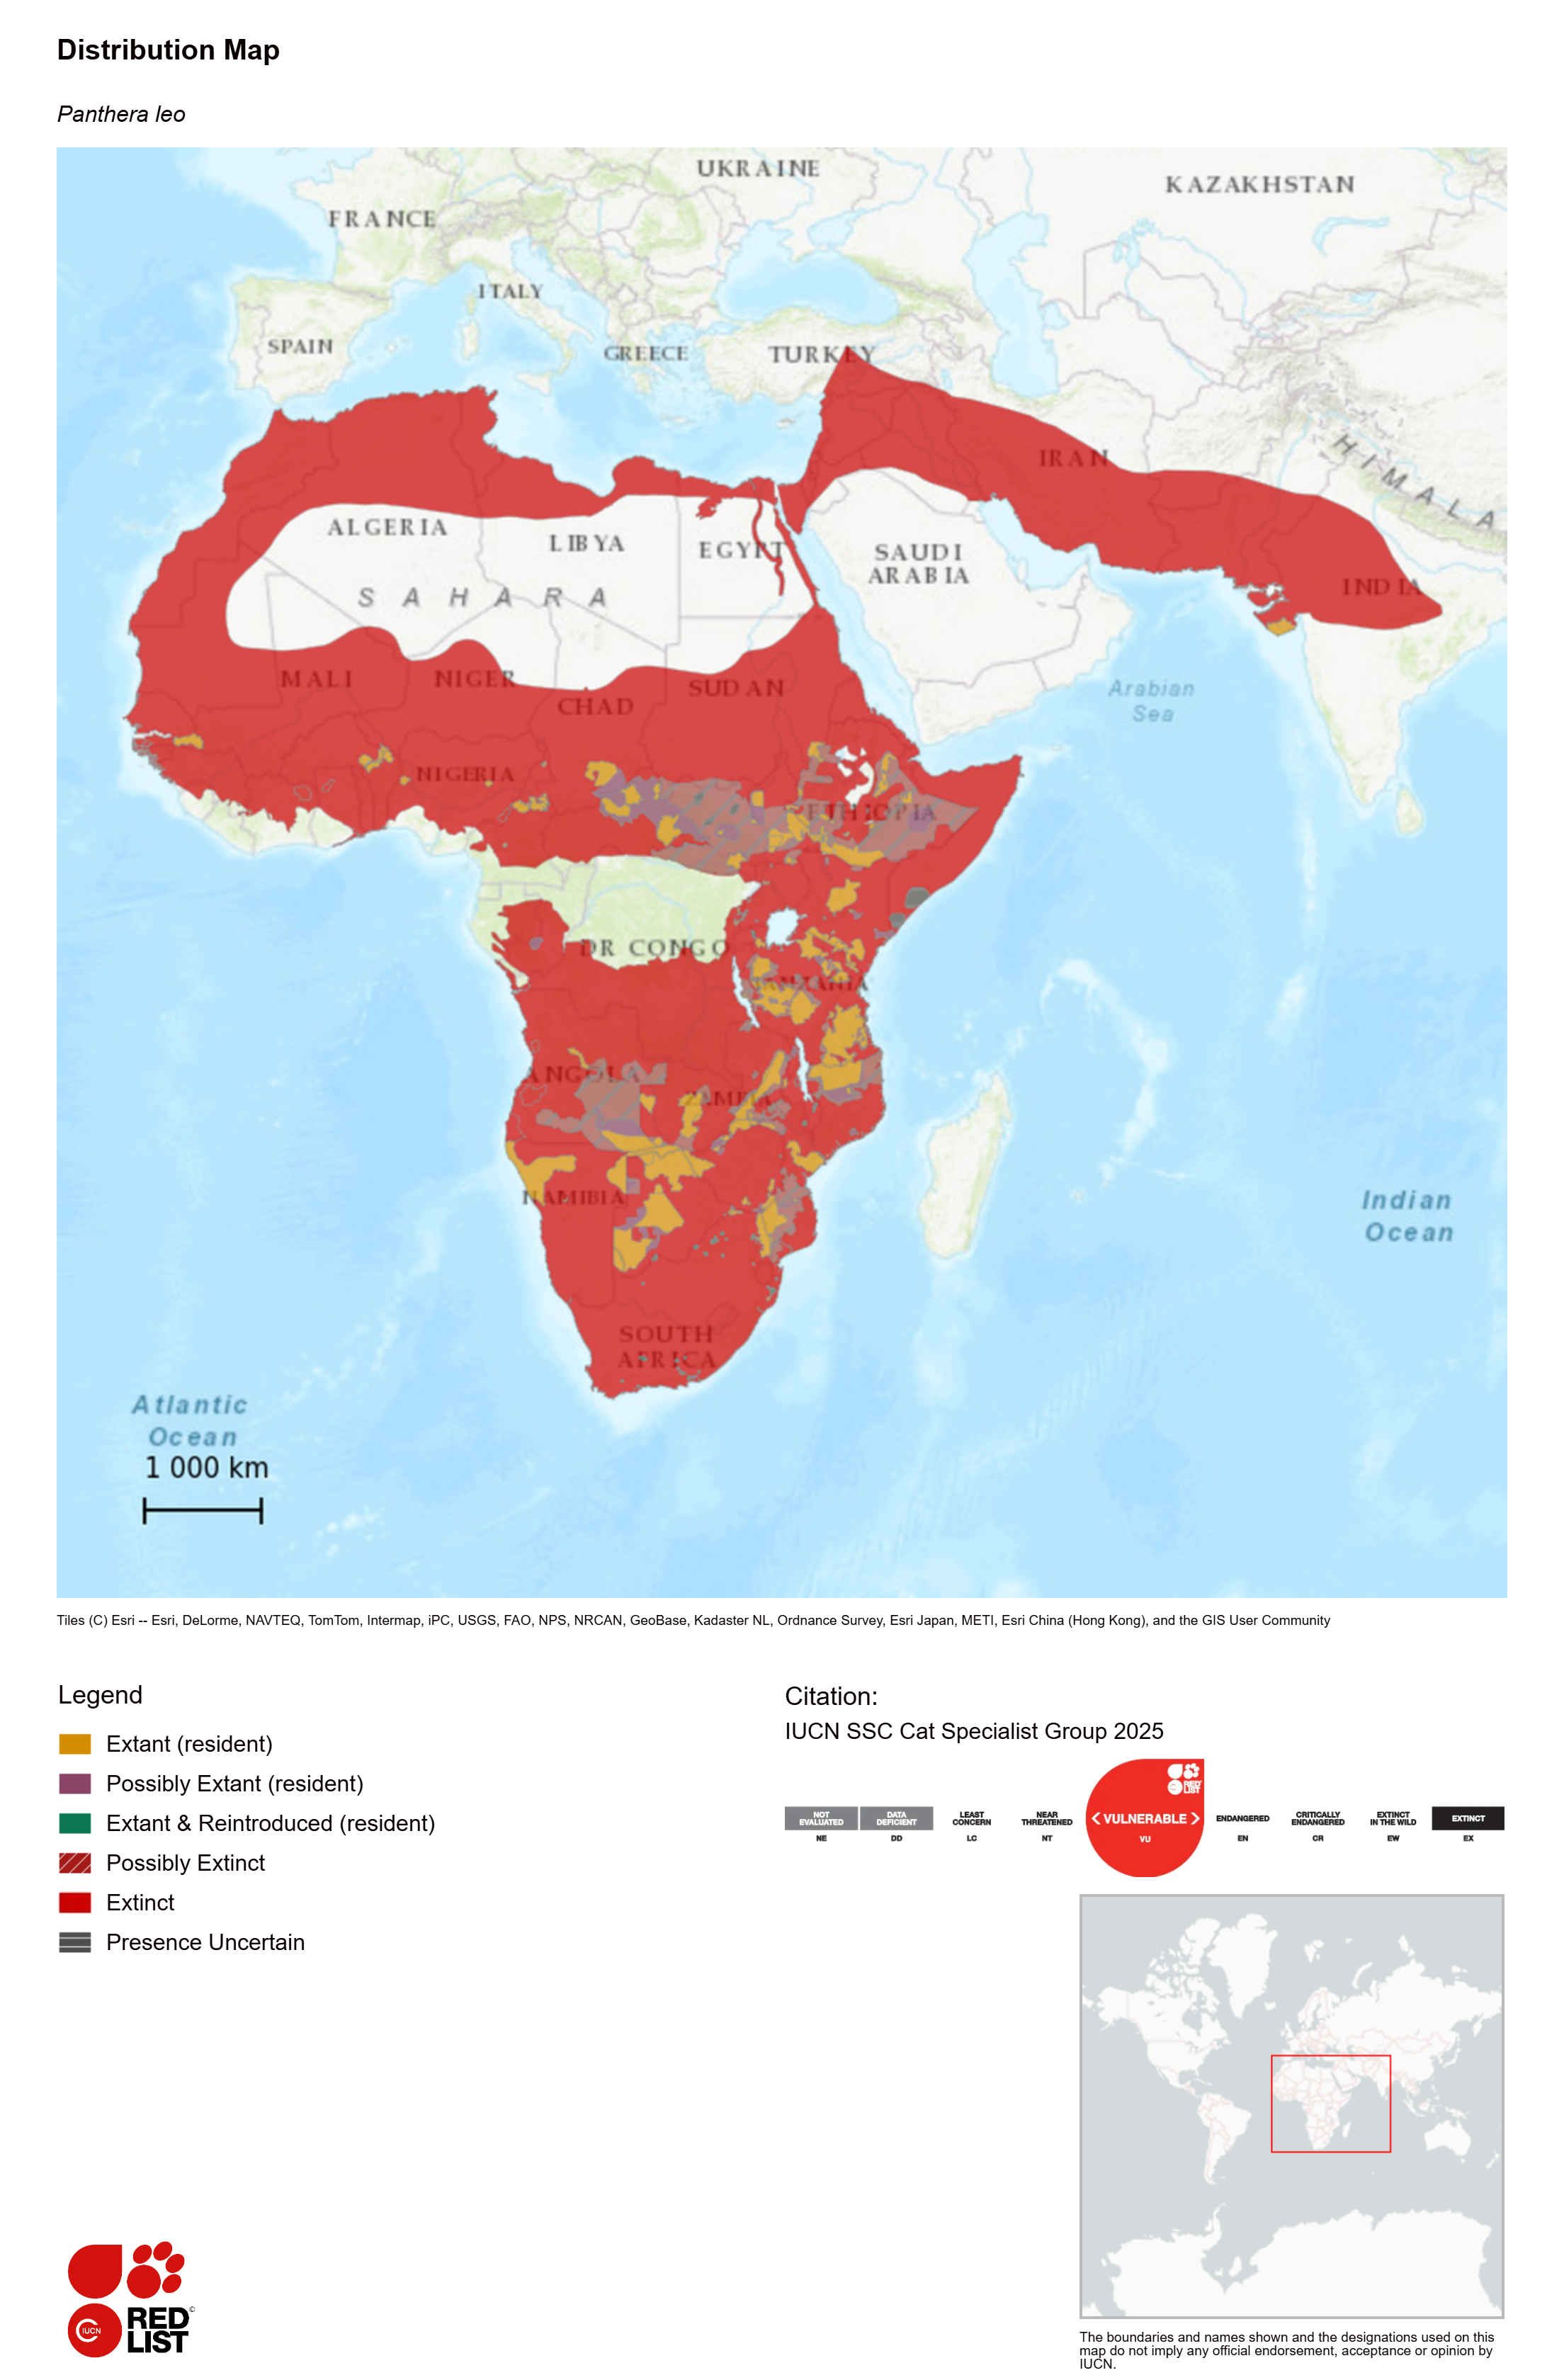 Distribution Map
Panthera leo
UKRAINE
KAZAKHSTAN
FRANCE
ITALY
SPAIN
GREECE
TURKEY
IRAN
HIMALA
ALGERIA
LIBYA
EGYPT
SAUDI
ARABIA
INDIA
SAHARA
MALI
NIGER
CHAD
SUDAN
Arabian
Sea
NIGERIA
ETHIOPIA
DR CONGO
TANZANIA
ANGOLA
ZAMBIA
NAMIBIA
Indian
Ocean
SOUTH
AFRICA
Atlantic
Ocean
1 000 km
Tiles (C) Esri -- Esri, DeLorme, NAVTEQ, TomTom, Intermap, iPC, USGS, FAO, NPS, NRCAN, GeoBase, Kadaster NL, Ordnance Survey, Esri Japan, METI, Esri China (Hong Kong), and the GIS User Community
Legend
Extant (resident)
Possibly Extant (resident)
Extant & Reintroduced (resident)
Possibly Extinct
Extinct
Presence Uncertain
Citation:
IUCN SSC Cat Specialist Group 2025
NOT
EVALUATED
NE
DATA
DEFICIENT
DD
LEAST
CONCERN
LC
NEAR
THREATENED
NT
RED
LIST
< VULNERABLE >
VU
ENDANGERED
EN
CRITICALLY
ENDANGERED
CR
EXTINCT
IN THE WILD
EW
EXTINCT
EX
IUCN
RED
LIST
©
The boundaries and names shown and the designations used on this
map do not imply any official endorsement, acceptance or opinion by
IUCN.